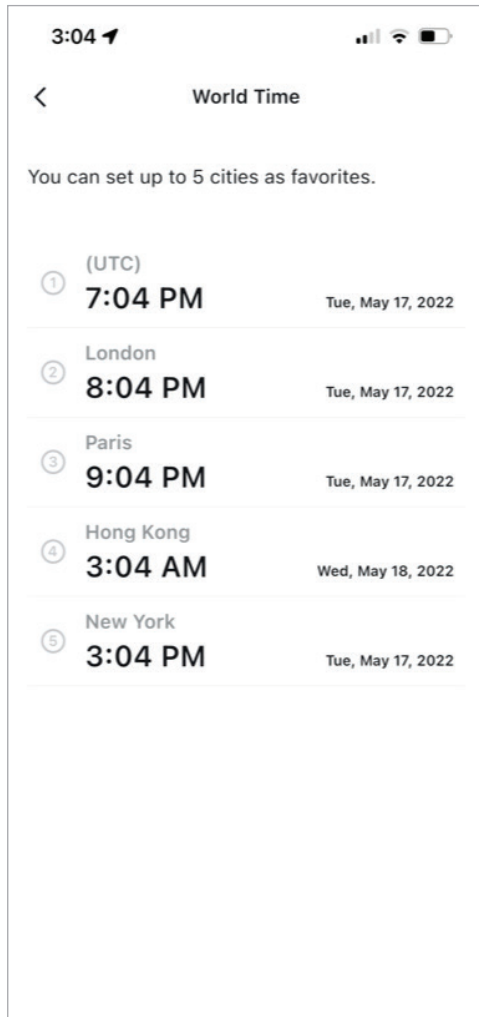 3:04
World Time
You can set up to 5 cities as favorites.
(UTC)
1
7:04 PM
Tue, May 17, 2022
London
2
8:04 PM
Tue, May 17, 2022
Paris
3
9:04 PM
Tue, May 17, 2022
Hong Kong
4
3:04 AM
Wed, May 18, 2022
New York
5
3:04 PM
Tue, May 17, 2022